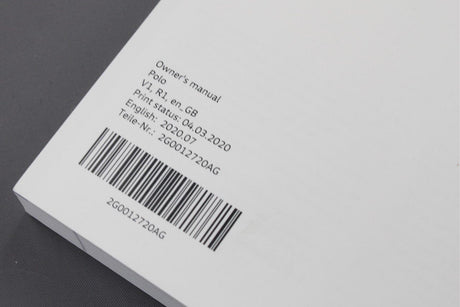 Owner's manual
Polo
V1, R1, en_GB
Print status: 04.03.2020
English: 2020.07
Teile-Nr.: 2G0012720AG
2G0012720AG